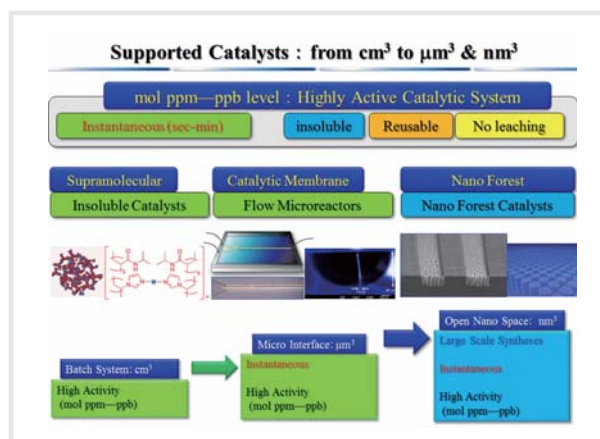 Supported Catalysts : from cm³ to μm³ & nm³
mol ppm—ppb level : Highly Active Catalytic System
Instantaneous (sec-min)
insoluble
Reusable
No leaching
Supramolecular
Insoluble Catalysts
Catalytic Membrane
Flow Microreactors
Nano Forest
Nano Forest Catalysts
Batch System: cm³
High Activity
(mol ppm—ppb)
Micro Interface: μm³
Instantaneous
High Activity
(mol ppm—ppb)
Open Nano Space: nm³
Large Scale Syntheses
Instantaneous
High Activity
(mol ppm—ppb)